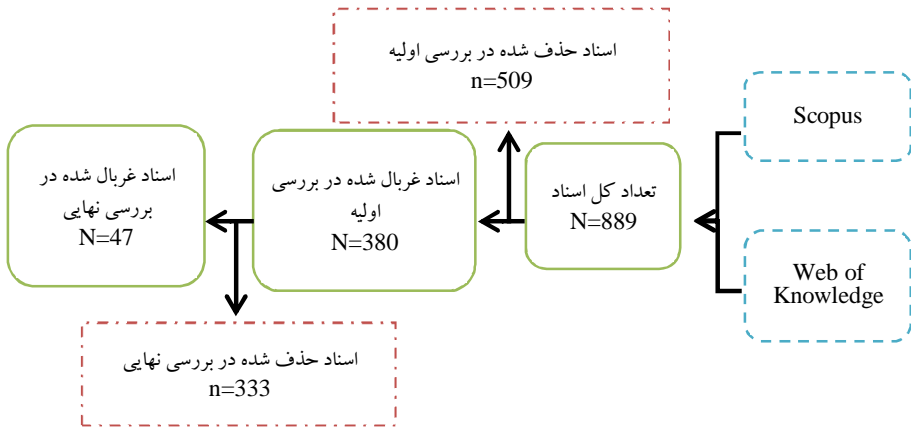 اسناد حذف شده در بررسی اولیه
n=509
Scopus
Web of
Knowledge
تعداد کل اسناد
N=889
اسناد غربال شده در بررسی
اولیه
N=380
اسناد غربال شده در
بررسی نهایی
N=47
اسناد حذف شده در بررسی نهایی
n=333